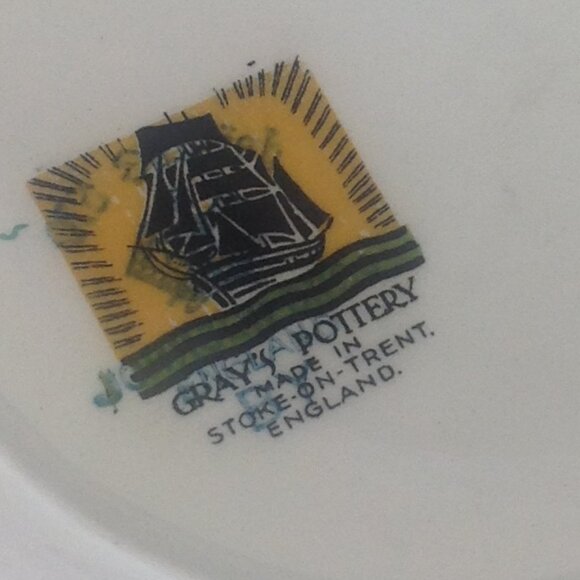 GRAY'S POTTERY
MADE IN
STOKE-ON-TRENT.
ENGLAND.